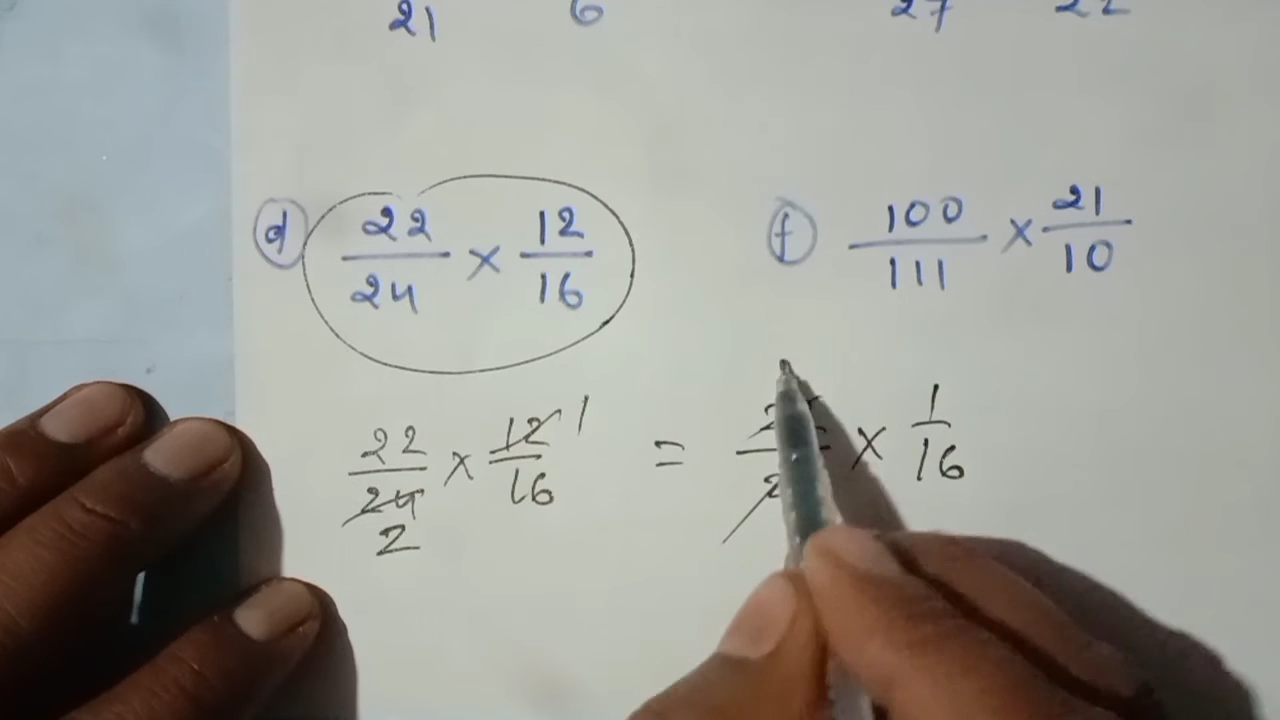 21 6 27 22
d 22/24 × 12/16
f 100/111 × 21/10
22/24 × 12/16 = × 1/16
2 1